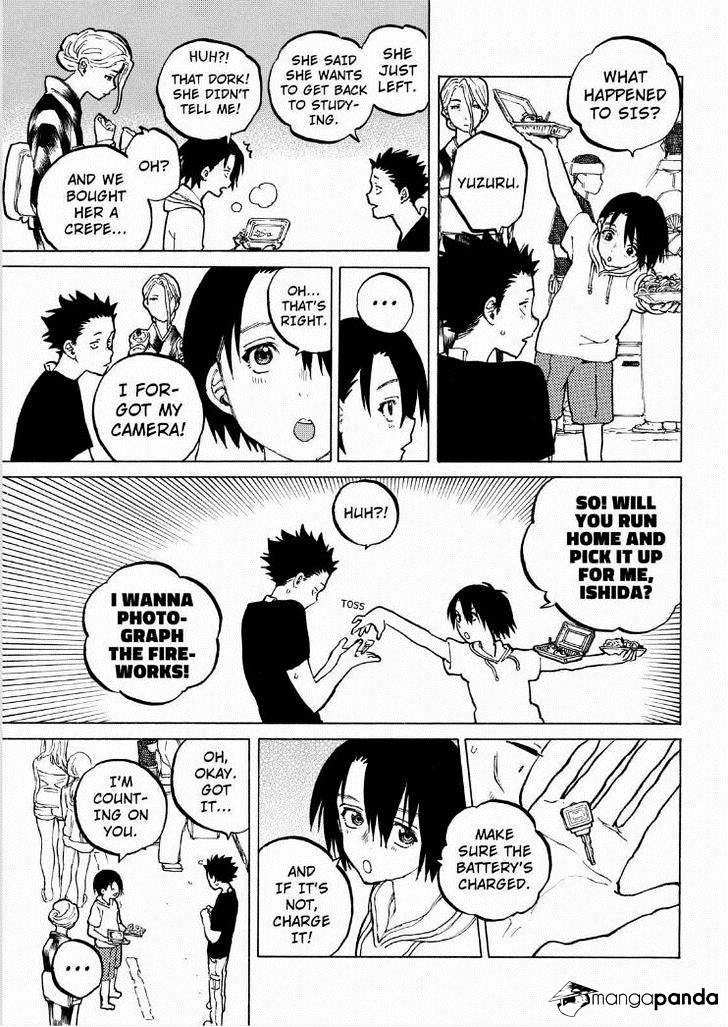 WHAT
HAPPENED
TO SIS?
YUZURU.
SHE
JUST
LEFT.
SHE SAID
SHE WANTS
TO GET BACK
TO STUDY-
ING.
HUH?!
THAT DORK!
SHE DIDN'T
TELL ME!
OH?
AND WE
BOUGHT
HER A
CREPE...
...
OH...
THAT'S
RIGHT.
I FOR-
GOT MY
CAMERA!
SO! WILL
YOU RUN
HOME AND
PICK IT UP
FOR ME,
ISHIDA?
HUH?!
TOSS
I WANNA
PHOTO-
GRAPH
THE FIRE-
WORKS!
MAKE
SURE THE
BATTERY'S
CHARGED.
AND
IF IT'S
NOT,
CHARGE
IT!
OH,
OKAY.
GOT
IT...
I'M
COUNT-
ING ON
YOU.
...
mangapanda